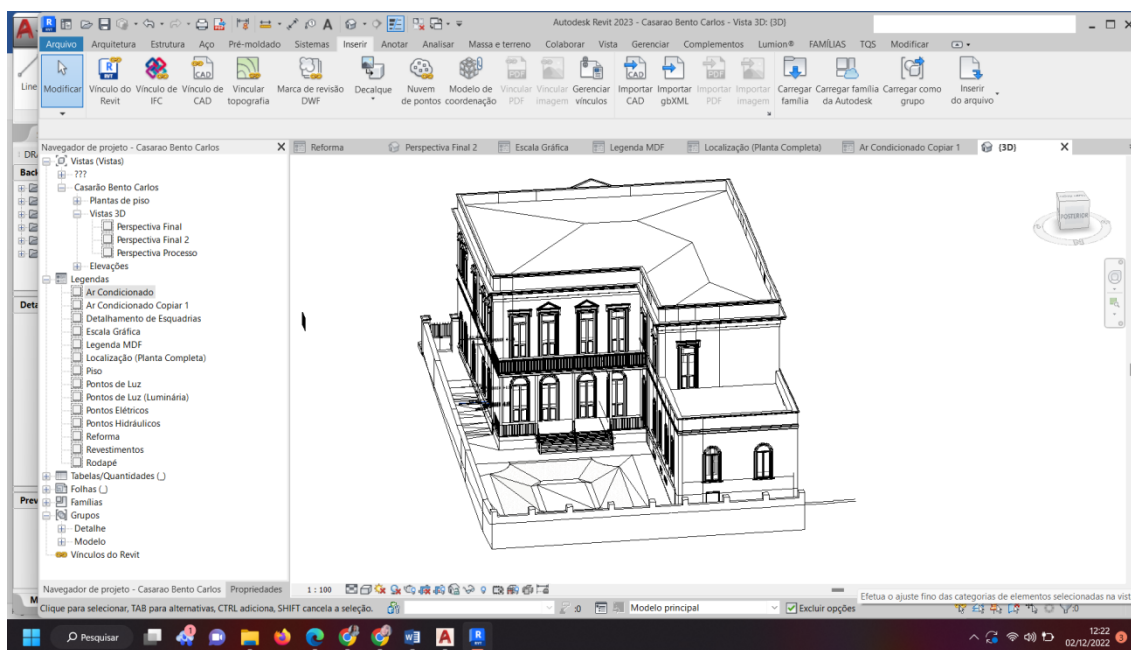 Autodesk Revit 2023 - Casarao Bento Carlos - Vista 3D: {3D}
Arquivo Arquitetura Estrutura Aço Pré-moldado Sistemas Inserir Anotar Analisar Massa e terreno Colaborar Vista Gerenciar Complementos Lumion® FAMÍLIAS TQS Modificar
Line
Modificar
Vínculo do Revit
Vínculo de IFC
Vínculo de CAD
Vincular topografia
Marca de revisão DWF
Decalque
Nuvem de pontos
Modelo de coordenação
Vincular PDF
Vincular imagem
Gerenciar vínculos
Importar CAD
Importar gbXML
Importar PDF
Importar imagem
Carregar família
Carregar família da Autodesk
Carregar como grupo
Inserir do arquivo
Navegador de projeto - Casarao Bento Carlos X
Reforma
Perspectiva Final 2
Escala Gráfica
Legenda MDF
Localização (Planta Completa)
Ar Condicionado Copiar 1
{3D} X
DR
Back
Deta
Prev
M
Vistas (Vistas)
???
Casarão Bento Carlos
Plantas de piso
Vistas 3D
Perspectiva Final
Perspectiva Final 2
Perspectiva Processo
Elevações
Legendas
Ar Condicionado
Ar Condicionado Copiar 1
Detalhamento de Esquadrias
Escala Gráfica
Legenda MDF
Localização (Planta Completa)
Piso
Pontos de Luz
Pontos de Luz (Luminária)
Pontos Elétricos
Pontos Hidráulicos
Reforma
Revestimentos
Rodapé
Tabelas/Quantidades (_)
Folhas (_)
Famílias
Grupos
Detalhe
Modelo
Vínculos do Revit
POSTERIOR
Navegador de projeto - Casarao Bento Carlos Propriedades
1 : 100
Efetua o ajuste fino das categorias de elementos selecionadas na vist
Clique para selecionar, TAB para alternativas, CTRL adiciona, SHIFT cancela a seleção.
:0
Modelo principal
Excluir opções
:0
Pesquisar
12:22
02/12/2022
3